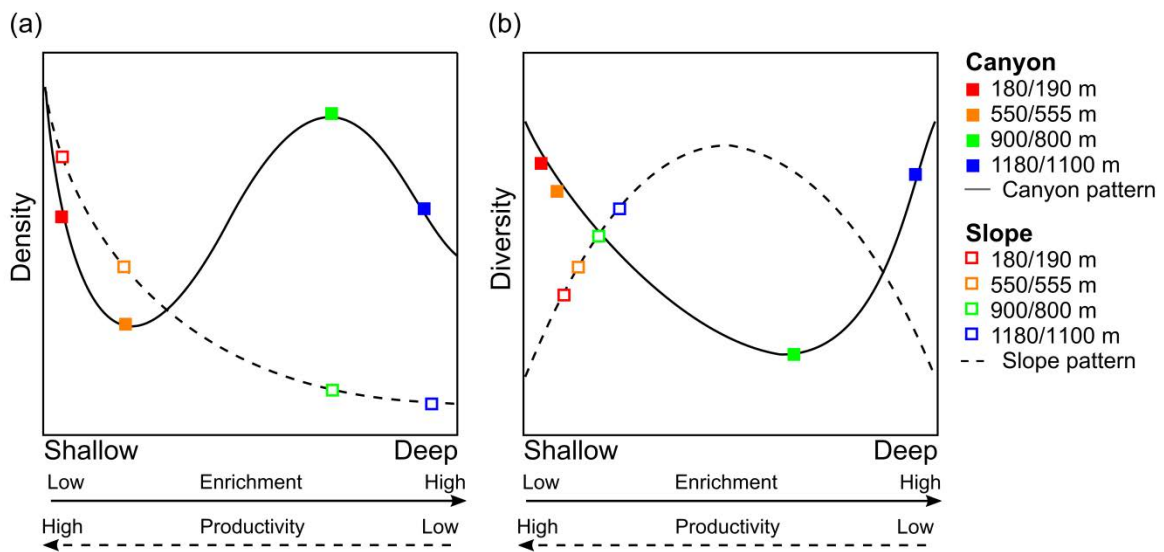 (a)
Density
Shallow Deep
Low Enrichment High
High Productivity Low
(b)
Diversity
Shallow Deep
Low Enrichment High
High Productivity Low
Canyon
180/190 m
550/555 m
900/800 m
1180/1100 m
Canyon pattern
Slope
180/190 m
550/555 m
900/800 m
1180/1100 m
Slope pattern